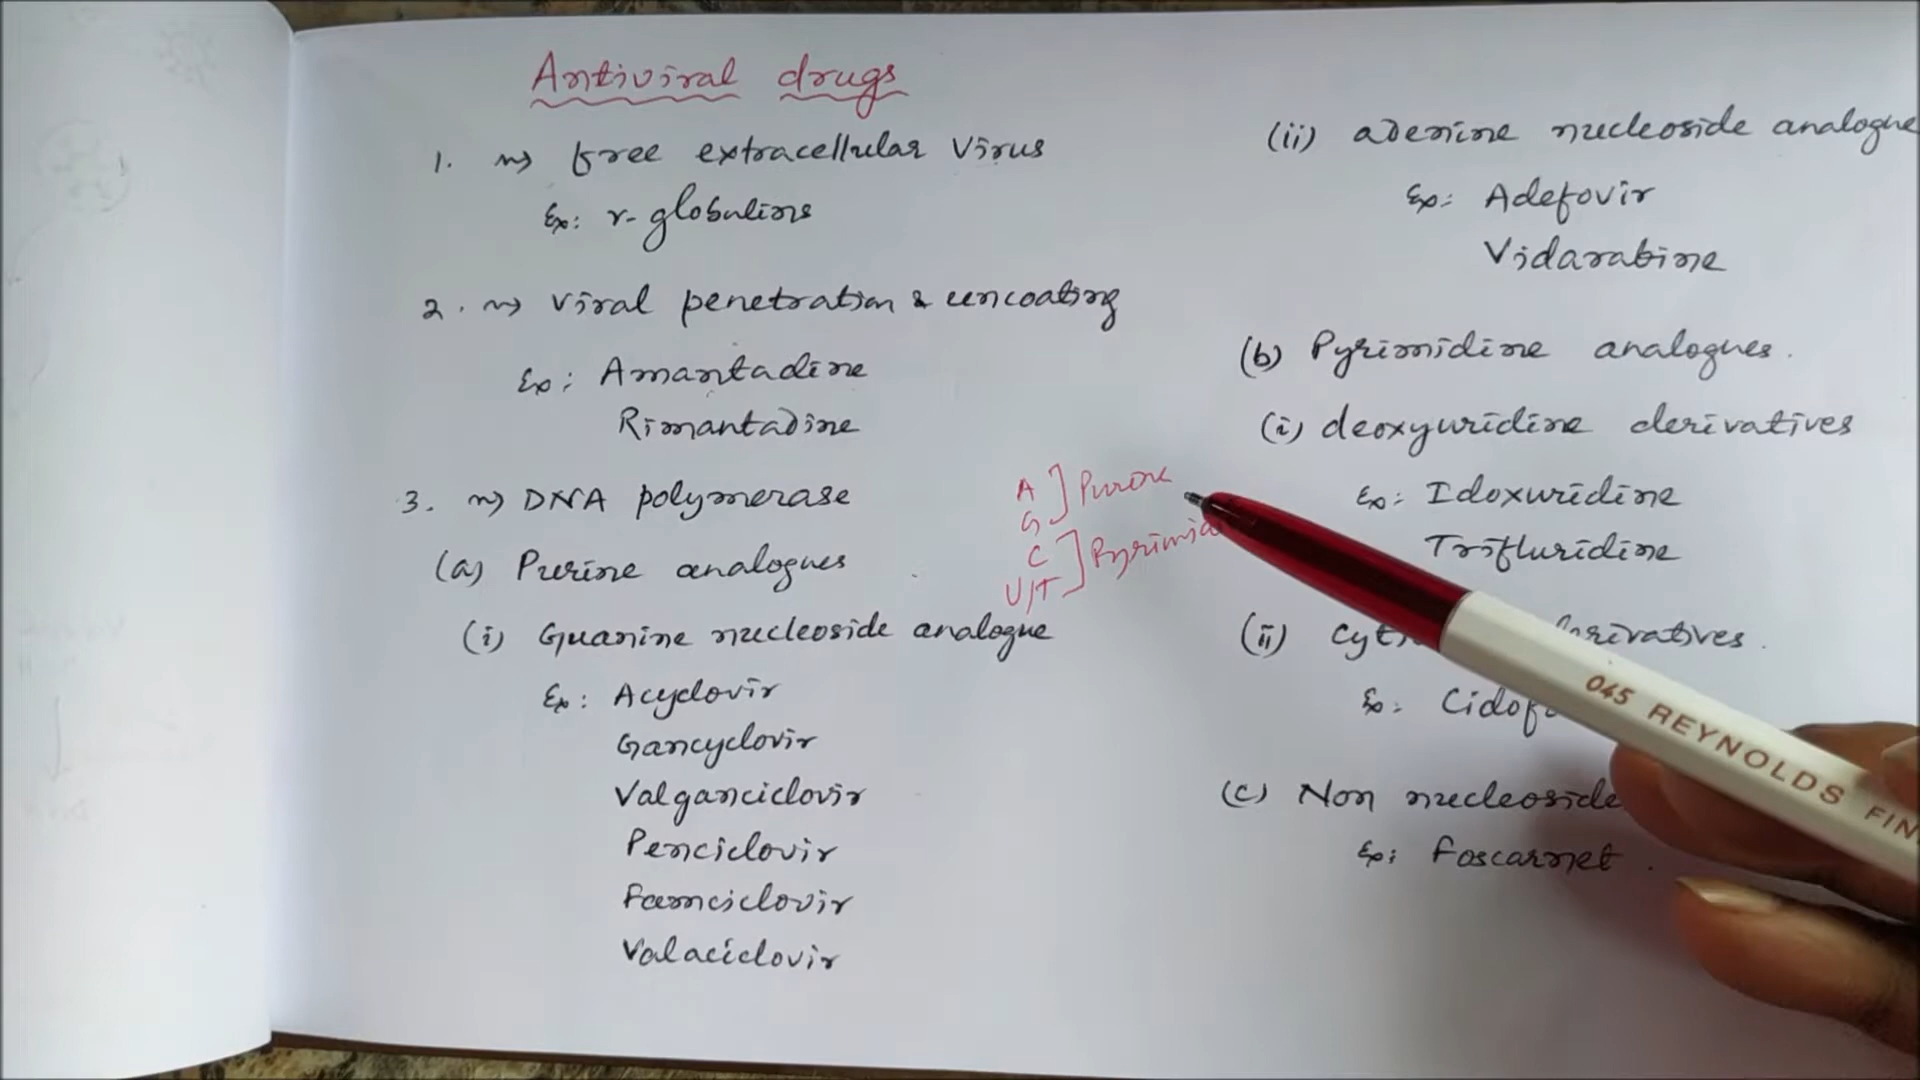 Antiviral drugs
1. ⇝ free extracellular virus
Ex: r-globulins
2. ⇝ Viral penetration & uncoating
Ex: Amantadine
Rimantadine
3. ⇝ DNA polymerase
(a) Purine analogues
(i) Guanine nucleoside analogue
Ex: Acyclovir
Gancyclovir
Valganciclovir
Penciclovir
Famciclovir
Valaciclovir
A
G ] Purine
C
U/T ]
(ii) adenine nucleoside analogue
Ex: Adefovir
Vidarabine
(b) Pyrimidine analogues.
(i) deoxyuridine derivatives
Ex: Idoxuridine
Trifluridine
(ii)
Ex:
(c) Non nucleoside
Ex: Foscarnet.
045 REYNOLDS